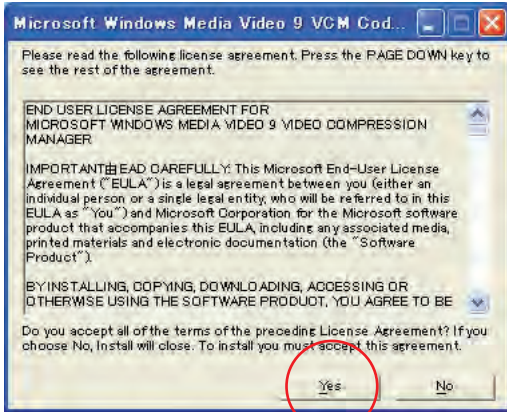 Microsoft Windows Media Video 9 VCM Cod...
Please read the following license agreement. Press the PAGE DOWN key to
see the rest of the agreement.
END USER LICENSE AGREEMENT FOR
MICROSOFT WINDOWS MEDIA VIDEO 9 VIDEO COMPRESSION
MANAGER
IMPORTANT由EAD CAREFULLY: This Microsoft End-User License
Agreement ("EULA") is a legal agreement between you (either an
individual person or a single legal entity, who will be referred to in this
EULA as "You") and Microsoft Corporation for the Microsoft software
product that accompanies this EULA, including any associated media,
printed materials and electronic documentation (the "Software
Product").
BY INSTALLING, COPYING, DOWNLOADING, ACCESSING OR
OTHERWISE USING THE SOFTWARE PRODUCT, YOU AGREE TO BE
Do you accept all of the terms of the preceding License Agreement? If you
choose No, Install will close. To install you must accept this agreement.
Yes No